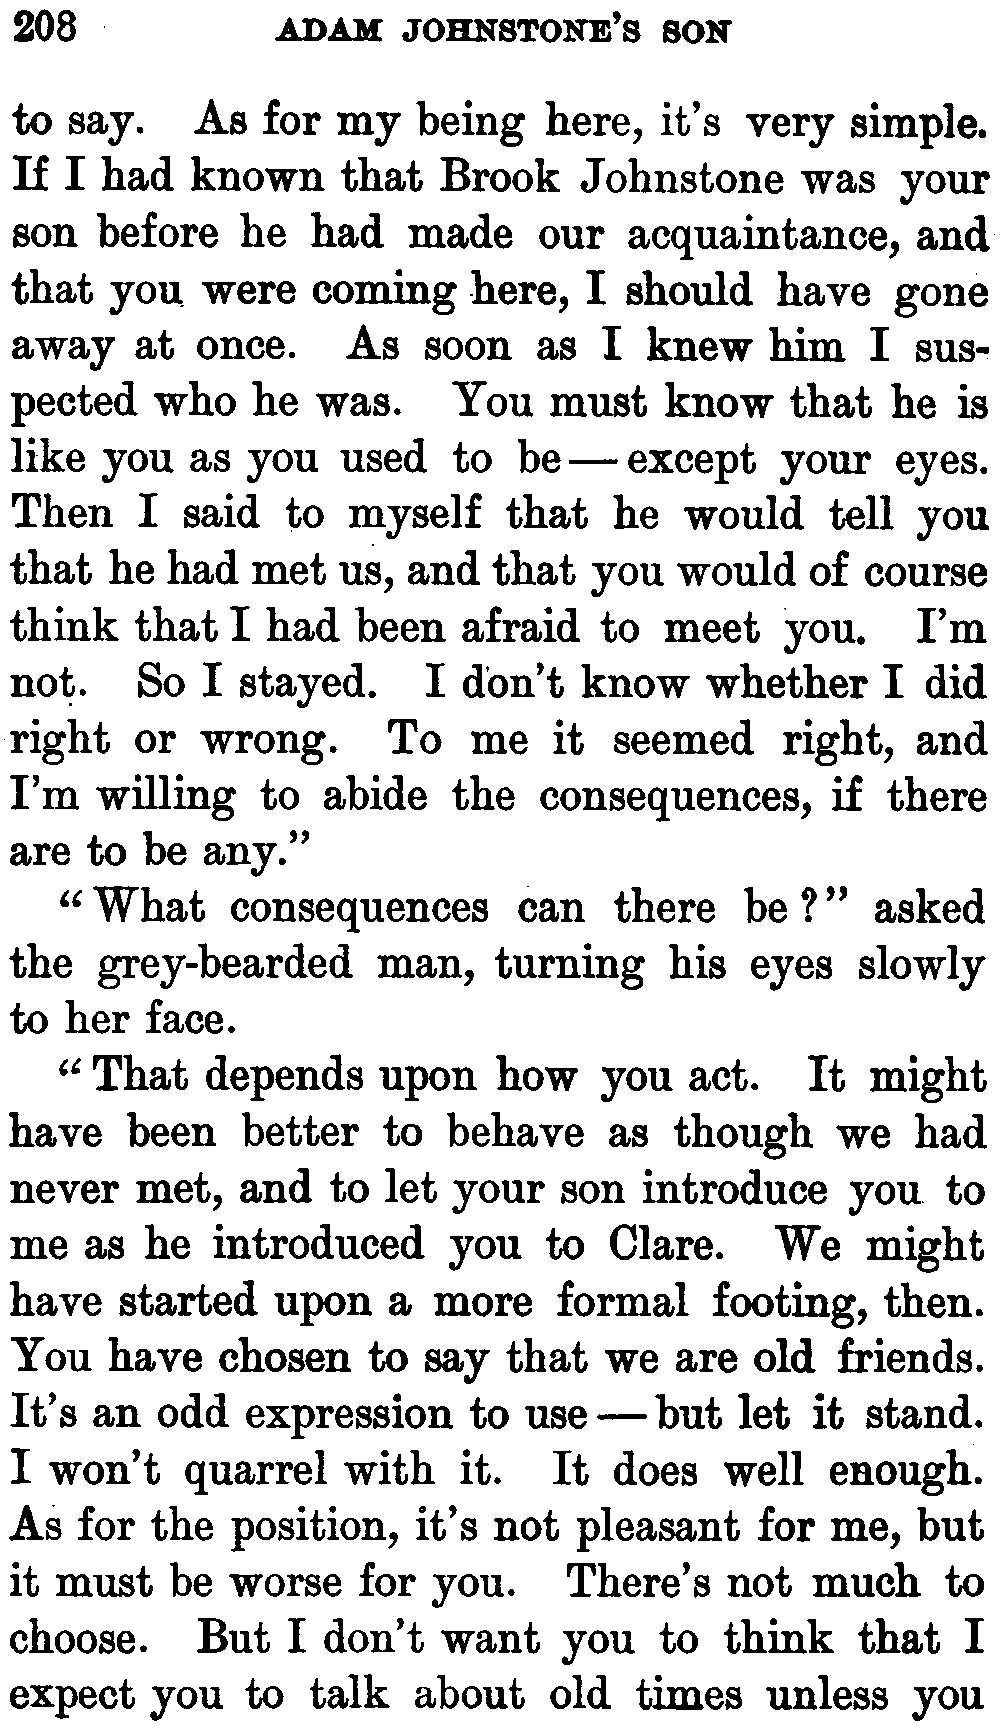 208 ADAM JOHNSTONE'S SON
to say. As for my being here, it's very simple.
If I had known that Brook Johnstone was your
son before he had made our acquaintance, and
that you were coming here, I should have gone
away at once. As soon as I knew him I sus-
pected who he was. You must know that he is
like you as you used to be — except your eyes.
Then I said to myself that he would tell you
that he had met us, and that you would of course
think that I had been afraid to meet you. I'm
not. So I stayed. I don't know whether I did
right or wrong. To me it seemed right, and
I'm willing to abide the consequences, if there
are to be any."
"What consequences can there be?" asked
the grey-bearded man, turning his eyes slowly
to her face.
"That depends upon how you act. It might
have been better to behave as though we had
never met, and to let your son introduce you to
me as he introduced you to Clare. We might
have started upon a more formal footing, then.
You have chosen to say that we are old friends.
It's an odd expression to use — but let it stand.
I won't quarrel with it. It does well enough.
As for the position, it's not pleasant for me, but
it must be worse for you. There's not much to
choose. But I don't want you to think that I
expect you to talk about old times unless you